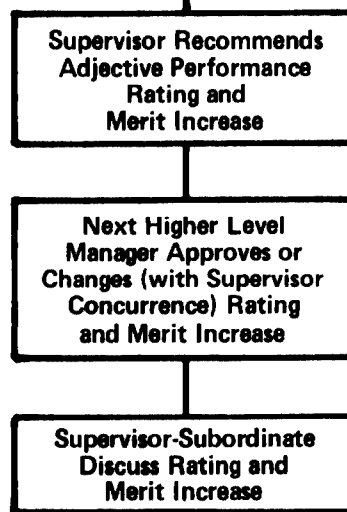 Supervisor Recommends
Adjective Performance
Rating and
Merit Increase
Next Higher Level
Manager Approves or
Changes (with Supervisor
Concurrence) Rating
and Merit Increase
Supervisor-Subordinate
Discuss Rating and
Merit Increase